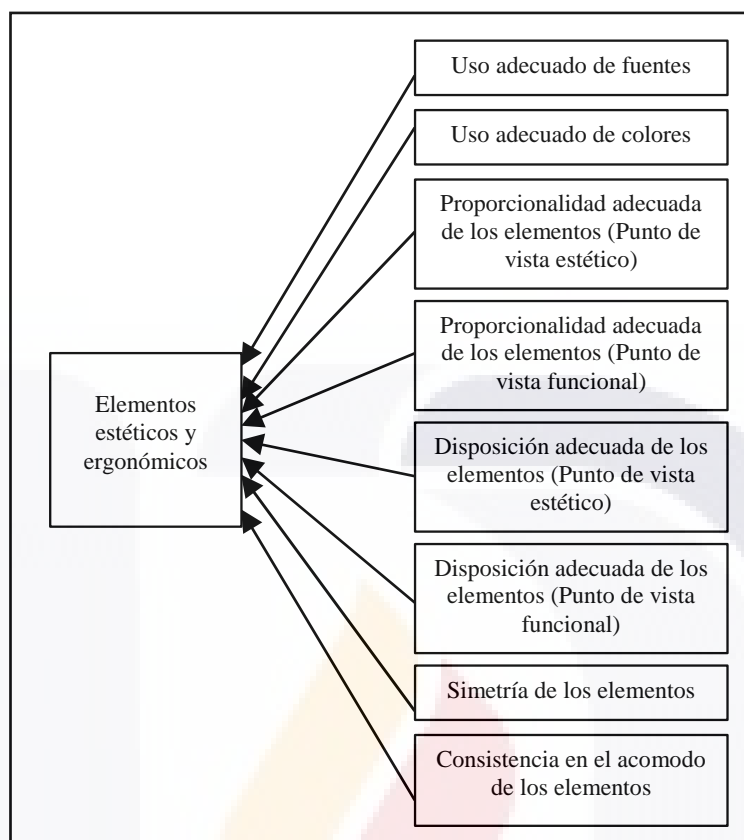 Uso adecuado de fuentes
Uso adecuado de colores
Proporcionalidad adecuada
de los elementos (Punto de
vista estético)
Proporcionalidad adecuada
de los elementos (Punto de
vista funcional)
Elementos
estéticos y
ergonómicos
Disposición adecuada de los
elementos (Punto de vista
estético)
Disposición adecuada de los
elementos (Punto de vista
funcional)
Simetría de los elementos
Consistencia en el acomodo
de los elementos